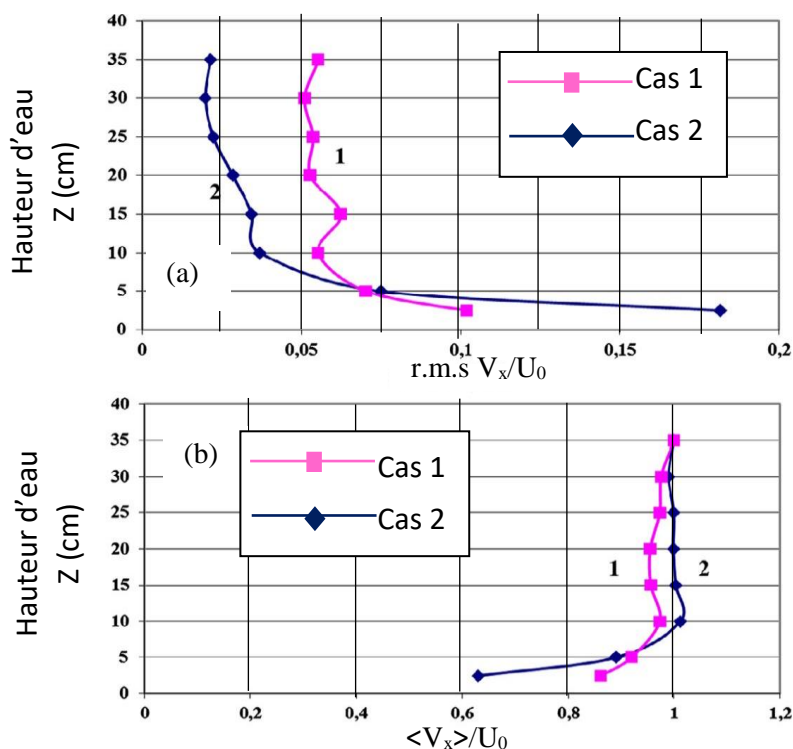 40
35
30
25
20
15
10
5
0
Hauteur d'eau
Z (cm)
Cas 1
Cas 2
1
2
(a)
0 0,05 0,1 0,15 0,2
r.m.s Vx/U0
40
35
30
25
20
15
10
5
0
Hauteur d'eau
Z (cm)
(b)
Cas 1
Cas 2
1 2
0 0,2 0,4 0,6 0,8 1 1,2
<Vx>/U0